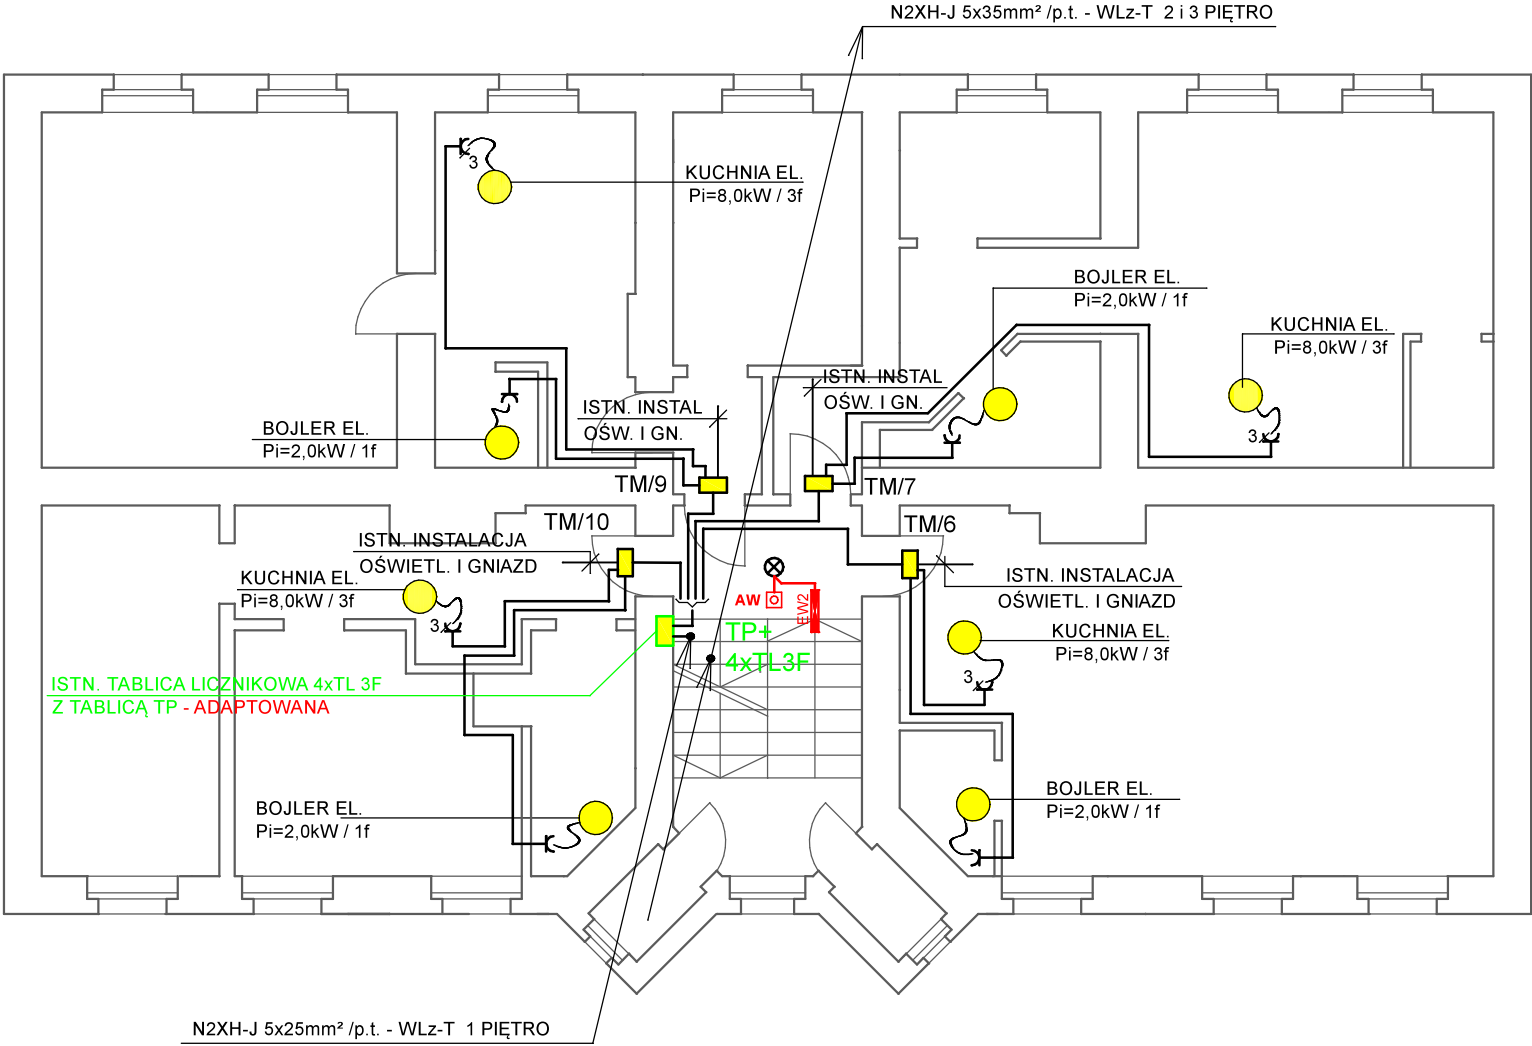 N2XH-J 5x35mm² /p.t. - WLz-T 2 i 3 PIĘTRO
3
KUCHNIA EL.
Pi=8,0kW / 3f
BOJLER EL.
Pi=2,0kW / 1f
KUCHNIA EL.
Pi=8,0kW / 3f
ISTN. INSTAL
OŚW. I GN.
ISTN. INSTAL
OŚW. I GN.
BOJLER EL.
Pi=2,0kW / 1f
3
TM/9
TM/7
TM/10
TM/6
ISTN. INSTALACJA
OŚWIETL. I GNIAZD
ISTN. INSTALACJA
OŚWIETL. I GNIAZD
KUCHNIA EL.
Pi=8,0kW / 3f
3
AW
EW2
TP+
4xTL3F
KUCHNIA EL.
Pi=8,0kW / 3f
3
ISTN. TABLICA LICZNIKOWA 4xTL 3F
Z TABLICĄ TP - ADAPTOWANA
BOJLER EL.
Pi=2,0kW / 1f
BOJLER EL.
Pi=2,0kW / 1f
N2XH-J 5x25mm² /p.t. - WLz-T 1 PIĘTRO